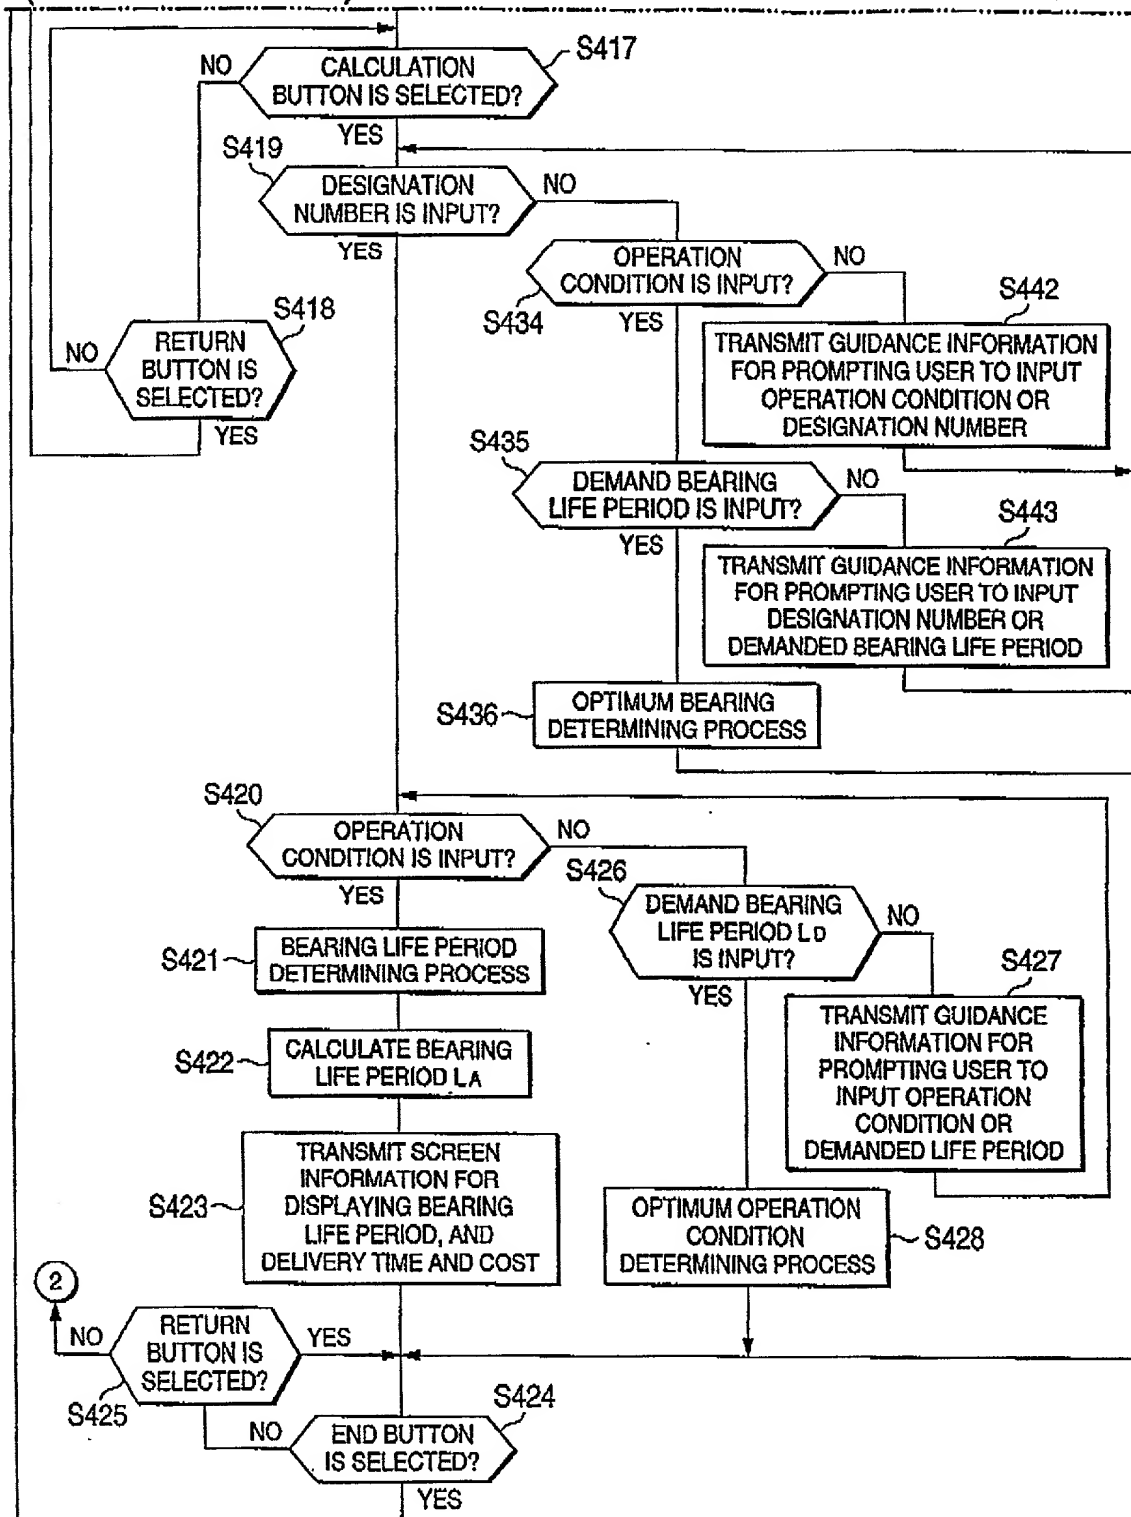 S417
NO
CALCULATION
BUTTON IS SELECTED?
YES
S419
DESIGNATION
NUMBER IS INPUT?
NO
YES
OPERATION
CONDITION IS INPUT?
NO
S434
YES
S442
TRANSMIT GUIDANCE INFORMATION
FOR PROMPTING USER TO INPUT
OPERATION CONDITION OR
DESIGNATION NUMBER
S418
NO
RETURN
BUTTON IS
SELECTED?
YES
S435
DEMAND BEARING
LIFE PERIOD IS INPUT?
NO
YES
S443
TRANSMIT GUIDANCE INFORMATION
FOR PROMPTING USER TO INPUT
DESIGNATION NUMBER OR
DEMANDED BEARING LIFE PERIOD
S436
OPTIMUM BEARING
DETERMINING PROCESS
S420
OPERATION
CONDITION IS INPUT?
NO
YES
S426
DEMAND BEARING
LIFE PERIOD LD
IS INPUT?
NO
YES
S427
TRANSMIT GUIDANCE
INFORMATION FOR
PROMPTING USER TO
INPUT OPERATION
CONDITION OR
DEMANDED LIFE PERIOD
S421
BEARING LIFE PERIOD
DETERMINING PROCESS
S422
CALCULATE BEARING
LIFE PERIOD LA
S423
TRANSMIT SCREEN
INFORMATION FOR
DISPLAYING BEARING
LIFE PERIOD, AND
DELIVERY TIME AND COST
OPTIMUM OPERATION
CONDITION
DETERMINING PROCESS
S428
2
NO
RETURN
BUTTON IS
SELECTED?
YES
S425
S424
NO
END BUTTON
IS SELECTED?
YES